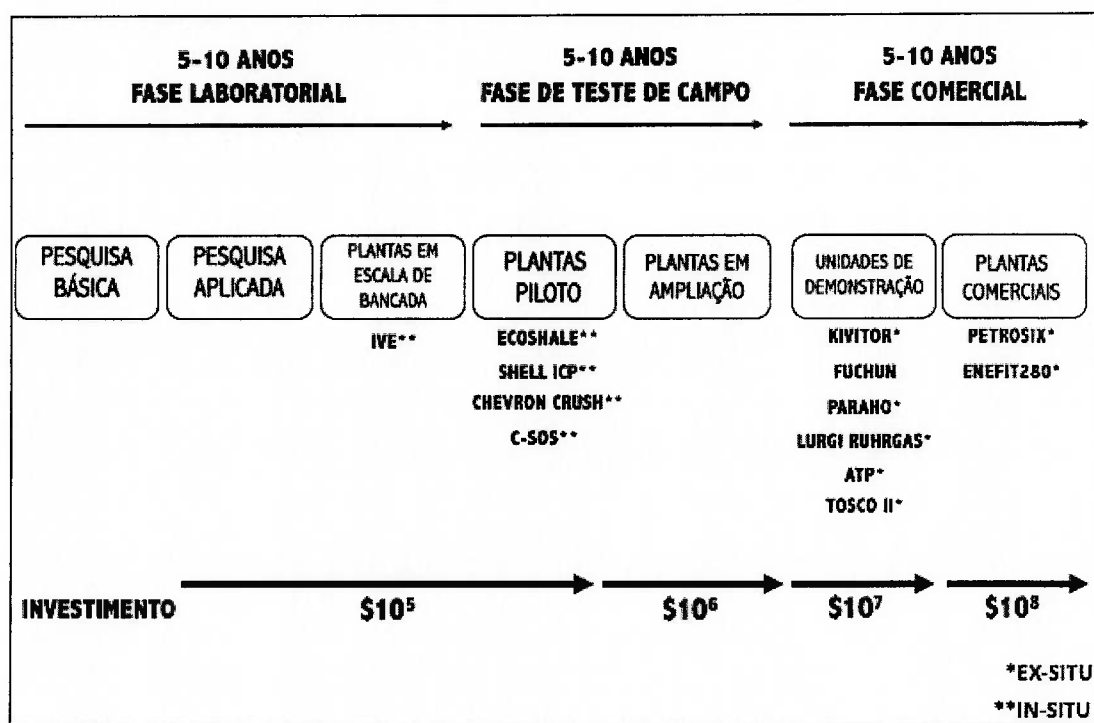 5-10 ANOS
FASE LABORATORIAL
5-10 ANOS
FASE DE TESTE DE CAMPO
5-10 ANOS
FASE COMERCIAL
PESQUISA
BÁSICA
PESQUISA
APLICADA
PLANTAS EM
ESCALA DE
BANCADA
PLANTAS
PILOTO
PLANTAS EM
AMPLIAÇÃO
UNIDADES DE
DEMONSTRAÇÃO
PLANTAS
COMERCIAIS
IVE**
ECOSHALE**
SHELL ICP**
CHEVRON CRUSH**
C-SOS**
KIVITOR*
FUCHUN
PARAHO*
LURGI RUHRGAS*
ATP*
TOSCO II*
PETROSIX*
ENEFIT280*
INVESTIMENTO
$10⁵
$10⁶
$10⁷
$10⁸
*EX-SITU
**IN-SITU